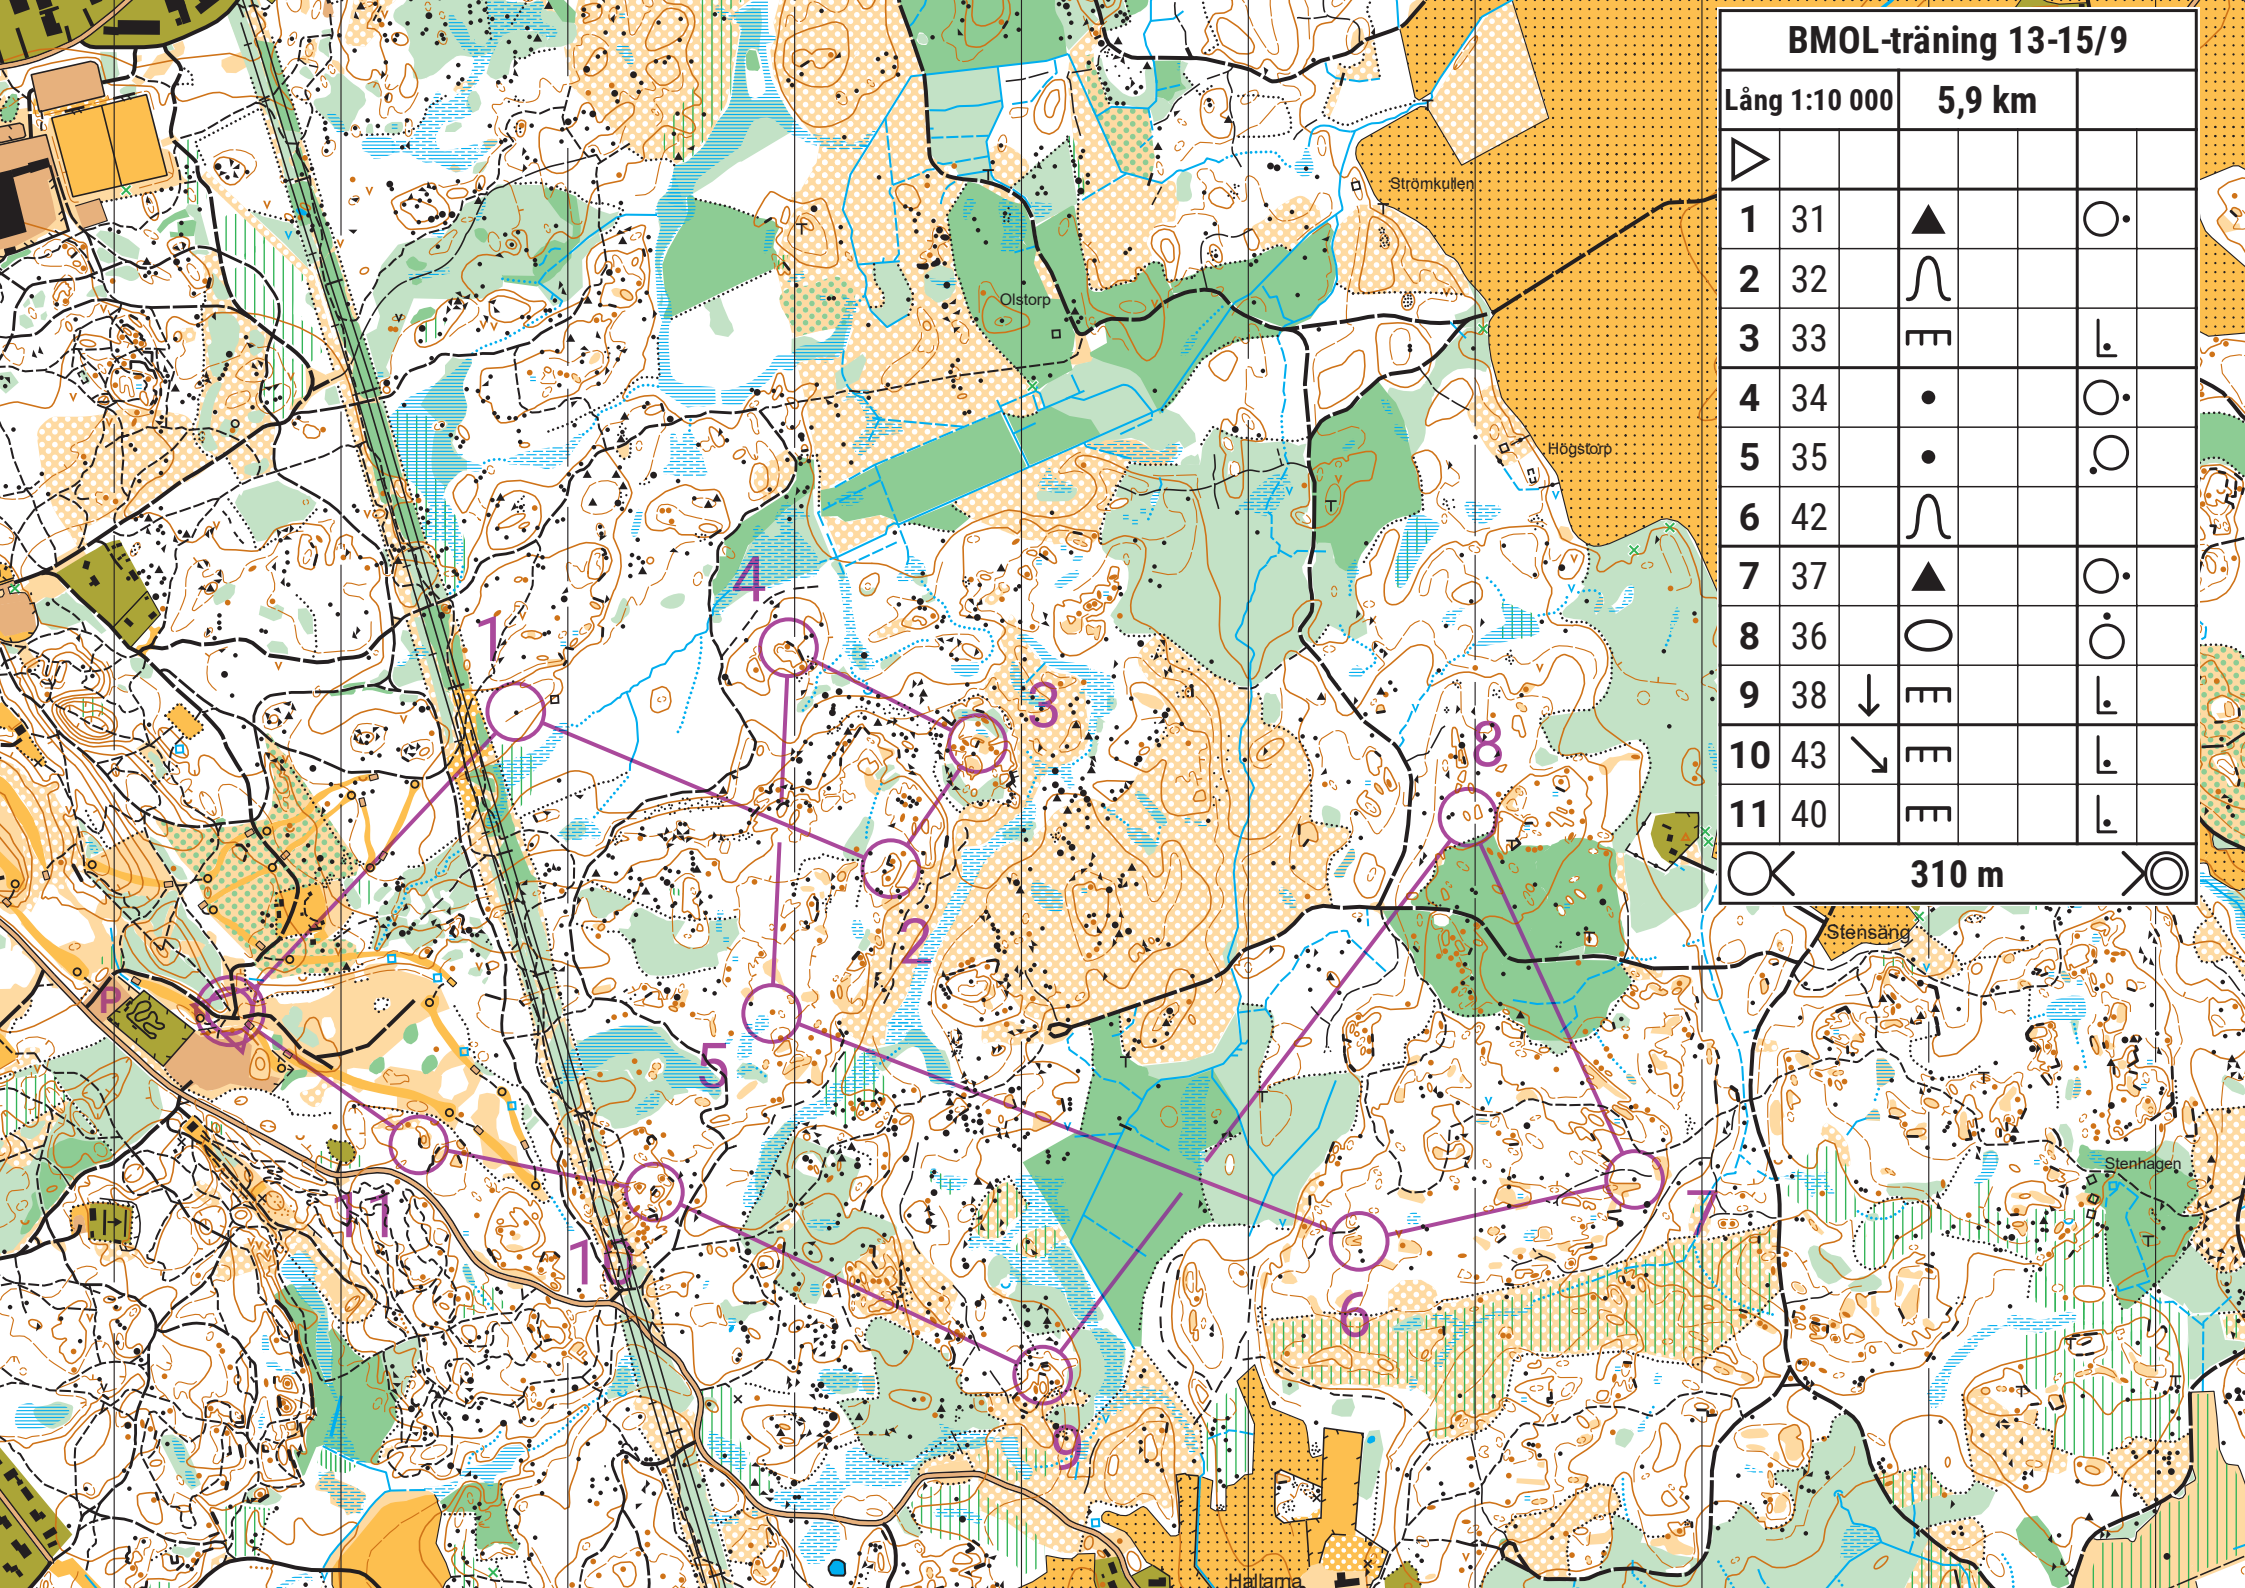 BMOL-träning 13-15/9
Lång 1:10 000 5,9 km
1 31
2 32
3 33
4 34
5 35
6 42
7 37
8 36
9 38
10 43
11 40
310 m
Strömkullen
Olstorp
Högstorp
4
1
3
8
2
Stensäng
P
5
Stenhagen
11
7
10
6
9
Hallama